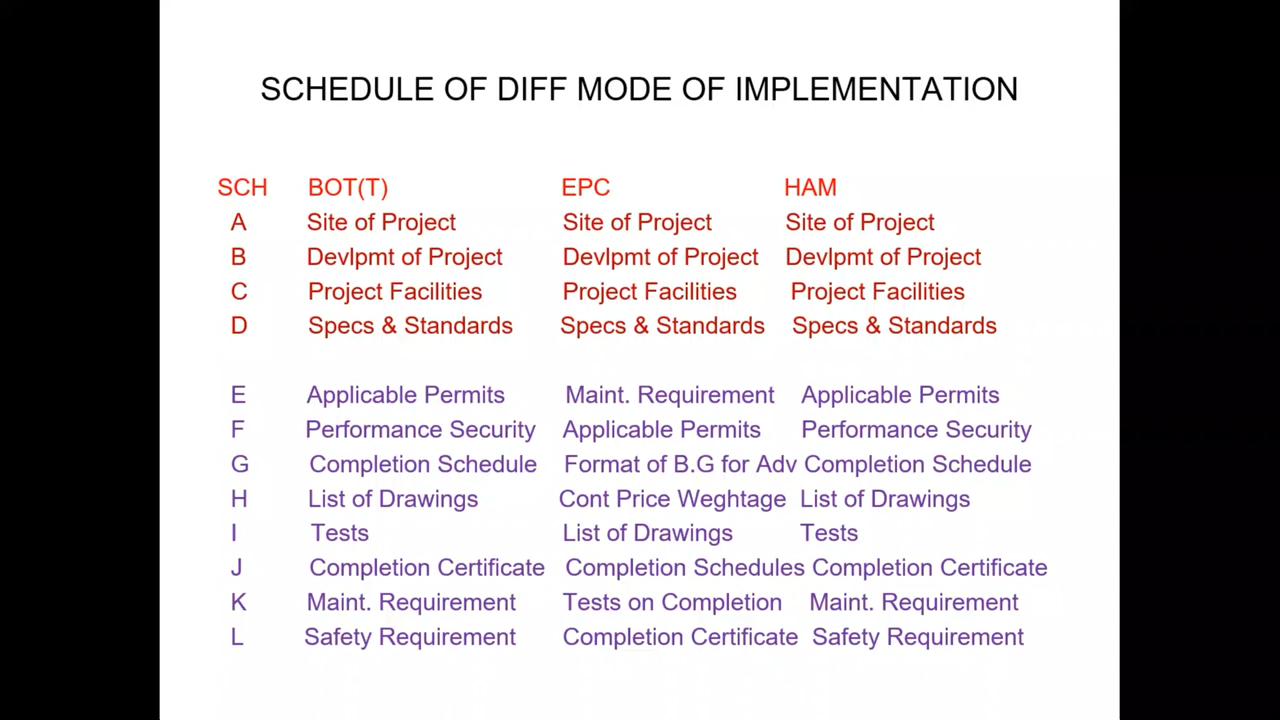 SCHEDULE OF DIFF MODE OF IMPLEMENTATION
SCH BOT(T) EPC HAM
A Site of Project Site of Project Site of Project
B Devlpmt of Project Devlpmt of Project Devlpmt of Project
C Project Facilities Project Facilities Project Facilities
D Specs & Standards Specs & Standards Specs & Standards
E Applicable Permits Maint. Requirement Applicable Permits
F Performance Security Applicable Permits Performance Security
G Completion Schedule Format of B.G for Adv Completion Schedule
H List of Drawings Cont Price Weghtage List of Drawings
I Tests List of Drawings Tests
J Completion Certificate Completion Schedules Completion Certificate
K Maint. Requirement Tests on Completion Maint. Requirement
L Safety Requirement Completion Certificate Safety Requirement